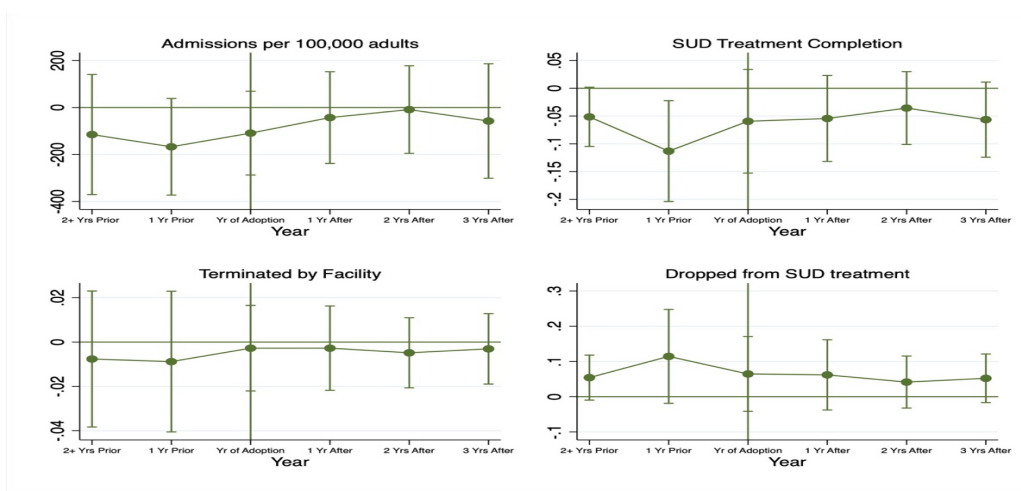 Admissions per 100,000 adults
200
0
-200
-400
2+ Yrs Prior 1 Yr Prior Yr of Adoption 1 Yr After 2 Yrs After 3 Yrs After
Year
SUD Treatment Completion
.05
0
-.05
-.1
-.15
-.2
2+ Yrs Prior 1 Yr Prior Yr of Adoption 1 Yr After 2 Yrs After 3 Yrs After
Year
Terminated by Facility
.02
0
-.02
-.04
2+ Yrs Prior 1 Yr Prior Yr of Adoption 1 Yr After 2 Yrs After 3 Yrs After
Year
Dropped from SUD treatment
.3
.2
.1
0
-.1
2+ Yrs Prior 1 Yr Prior Yr of Adoption 1 Yr After 2 Yrs After 3 Yrs After
Year